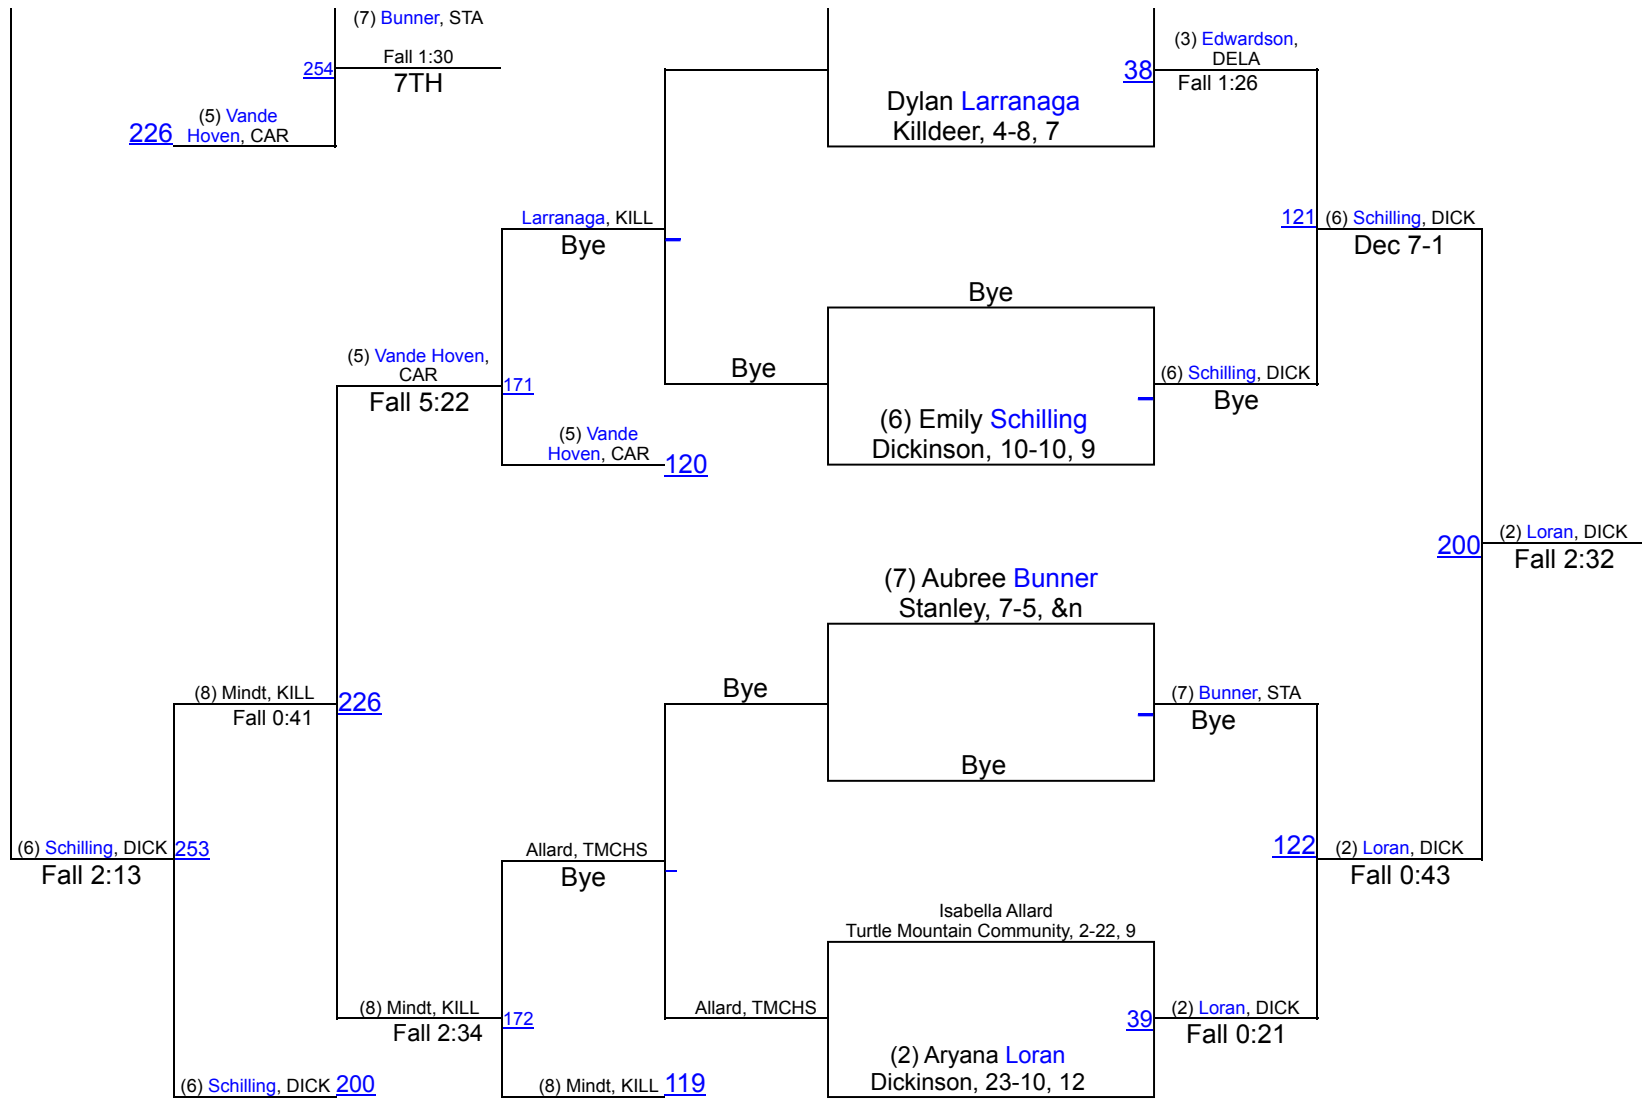 (7) Bunner, STA
254
Fall 1:30
7TH
226
(5) Vande
Hoven, CAR
38
(3) Edwardson,
DELA
Fall 1:26
Dylan Larranaga
Killdeer, 4-8, 7
Larranaga, KILL
Bye
121
(6) Schilling, DICK
Dec 7-1
Bye
(5) Vande Hoven,
CAR
Fall 5:22
171
Bye
(6) Schilling, DICK
Bye
(6) Emily Schilling
Dickinson, 10-10, 9
(5) Vande
Hoven, CAR
120
200
(2) Loran, DICK
Fall 2:32
(7) Aubree Bunner
Stanley, 7-5, &n
(8) Mindt, KILL
Fall 0:41
226
Bye
(7) Bunner, STA
Bye
Bye
(6) Schilling, DICK
Fall 2:13
253
Allard, TMCHS
Bye
122
(2) Loran, DICK
Fall 0:43
Isabella Allard
Turtle Mountain Community, 2-22, 9
(8) Mindt, KILL
Fall 2:34
172
Allard, TMCHS
39
(2) Loran, DICK
Fall 0:21
(2) Aryana Loran
Dickinson, 23-10, 12
(6) Schilling, DICK
200
(8) Mindt, KILL
119